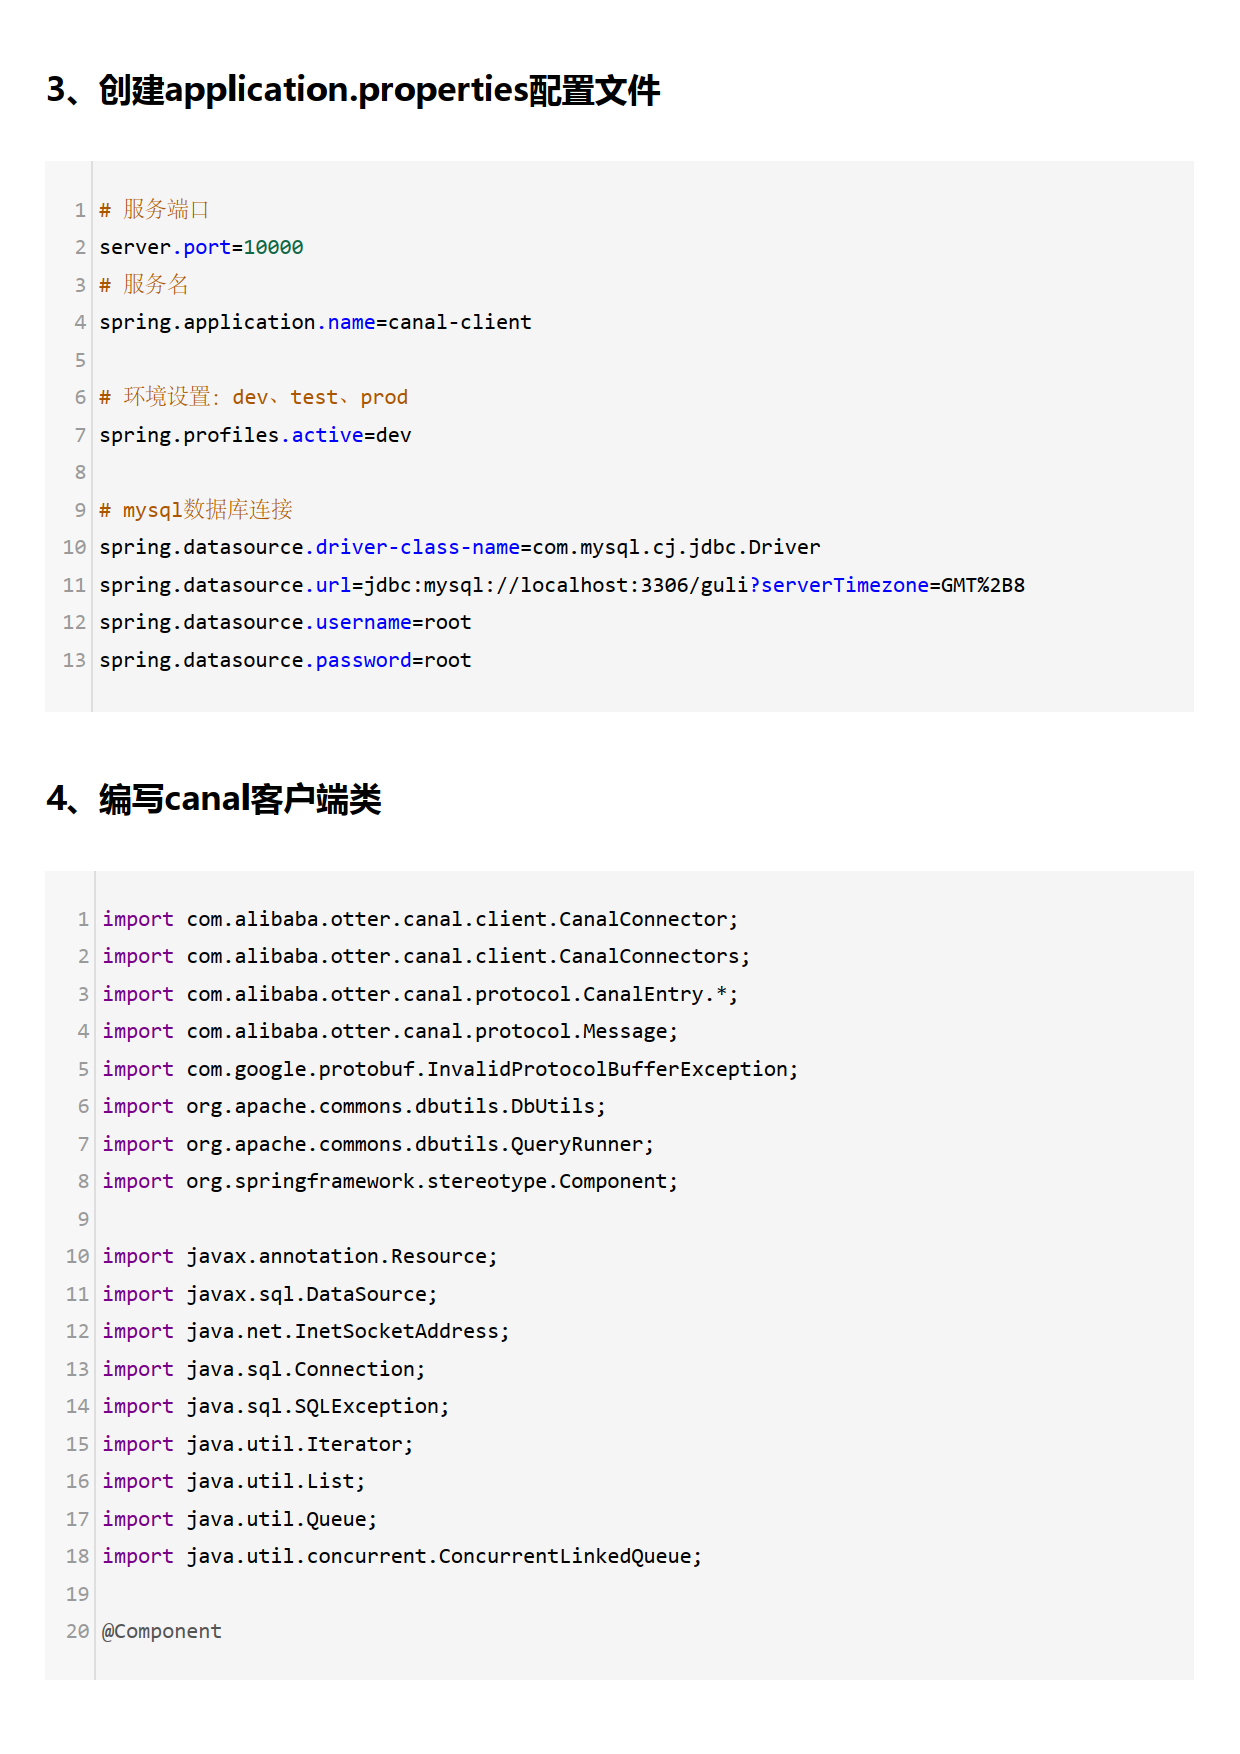 3、创建application.properties配置文件
1 # 服务端口
2 server.port=10000
3 # 服务名
4 spring.application.name=canal-client
5
6 # 环境设置：dev、test、prod
7 spring.profiles.active=dev
8
9 # mysql数据库连接
10 spring.datasource.driver-class-name=com.mysql.cj.jdbc.Driver
11 spring.datasource.url=jdbc:mysql://localhost:3306/guli?serverTimezone=GMT%2B8
12 spring.datasource.username=root
13 spring.datasource.password=root
4、编写canal客户端类
1 import com.alibaba.otter.canal.client.CanalConnector;
2 import com.alibaba.otter.canal.client.CanalConnectors;
3 import com.alibaba.otter.canal.protocol.CanalEntry.*;
4 import com.alibaba.otter.canal.protocol.Message;
5 import com.google.protobuf.InvalidProtocolBufferException;
6 import org.apache.commons.dbutils.DbUtils;
7 import org.apache.commons.dbutils.QueryRunner;
8 import org.springframework.stereotype.Component;
9
10 import javax.annotation.Resource;
11 import javax.sql.DataSource;
12 import java.net.InetSocketAddress;
13 import java.sql.Connection;
14 import java.sql.SQLException;
15 import java.util.Iterator;
16 import java.util.List;
17 import java.util.Queue;
18 import java.util.concurrent.ConcurrentLinkedQueue;
19
20 @Component